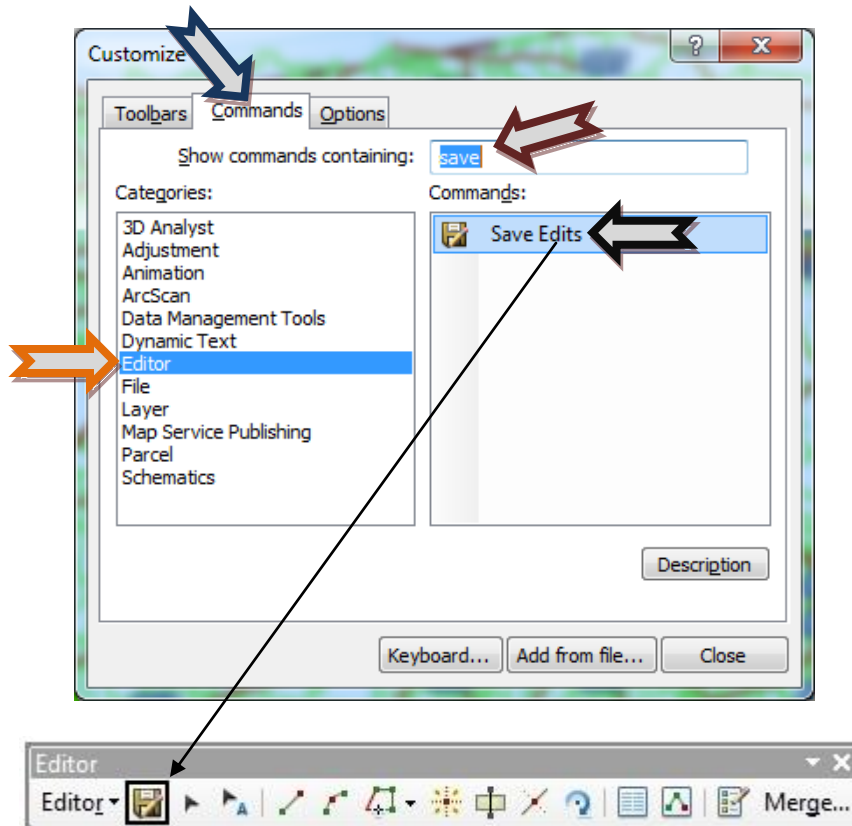 Customize
Toolbars Commands Options
Show commands containing: save
Categories:
3D Analyst
Adjustment
Animation
ArcScan
Data Management Tools
Dynamic Text
Editor
File
Layer
Map Service Publishing
Parcel
Schematics
Commands:
Save Edits
Description
Keyboard... Add from file... Close
Editor
Editor A Merge...